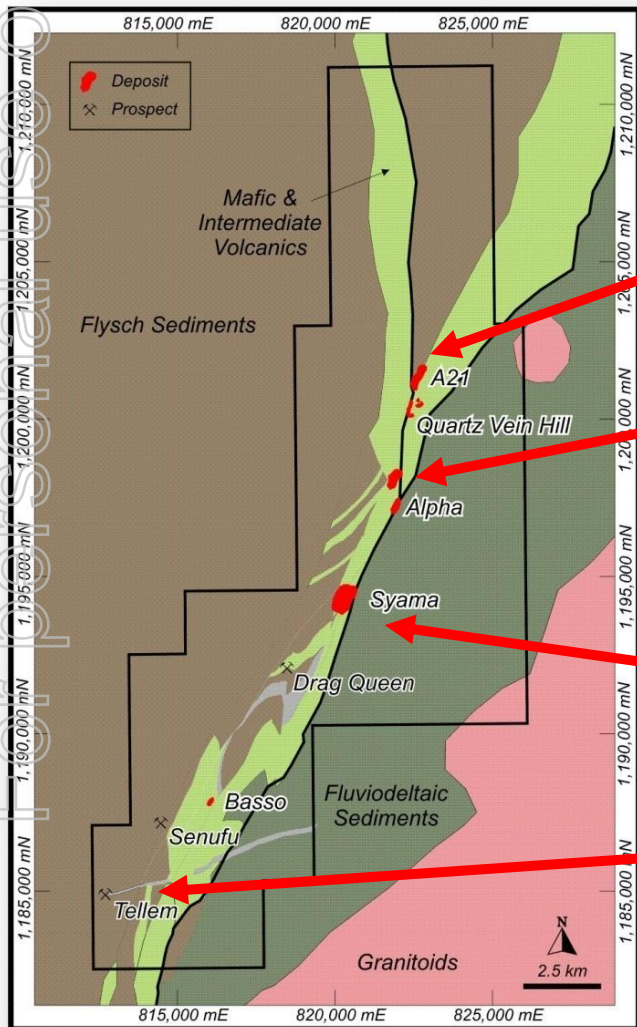 815,000 mE
820,000 mE
825,000 mE
Deposit
Prospect
1,210,000 mN
1,210,000 mN
Mafic &
Intermediate
Volcanics
1,205,000 mN
1,205,000 mN
Flysch Sediments
A21
Quartz Vein Hill
1,200,000 mN
1,200,000 mN
Alpha
1,195,000 mN
1,195,000 mN
Syama
Drag Queen
1,190,000 mN
1,190,000 mN
Basso
Fluviodeltaic
Sediments
Senufu
1,185,000 mN
1,185,000 mN
Tellem
N
Granitoids
2.5 km
815,000 mE
820,000 mE
825,000 mE
For personal use o